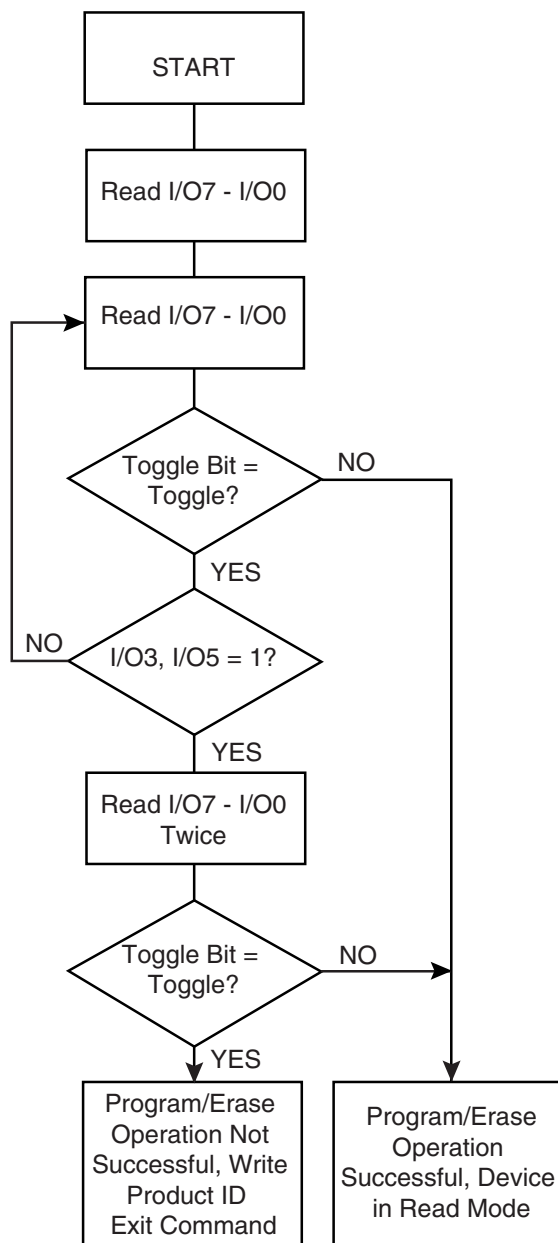 START
Read I/O7 - I/O0
Read I/O7 - I/O0
Toggle Bit =
Toggle?
NO
YES
NO
I/O3, I/O5 = 1?
YES
Read I/O7 - I/O0
Twice
Toggle Bit =
Toggle?
NO
YES
Program/Erase
Operation Not
Successful, Write
Product ID
Exit Command
Program/Erase
Operation
Successful, Device
in Read Mode